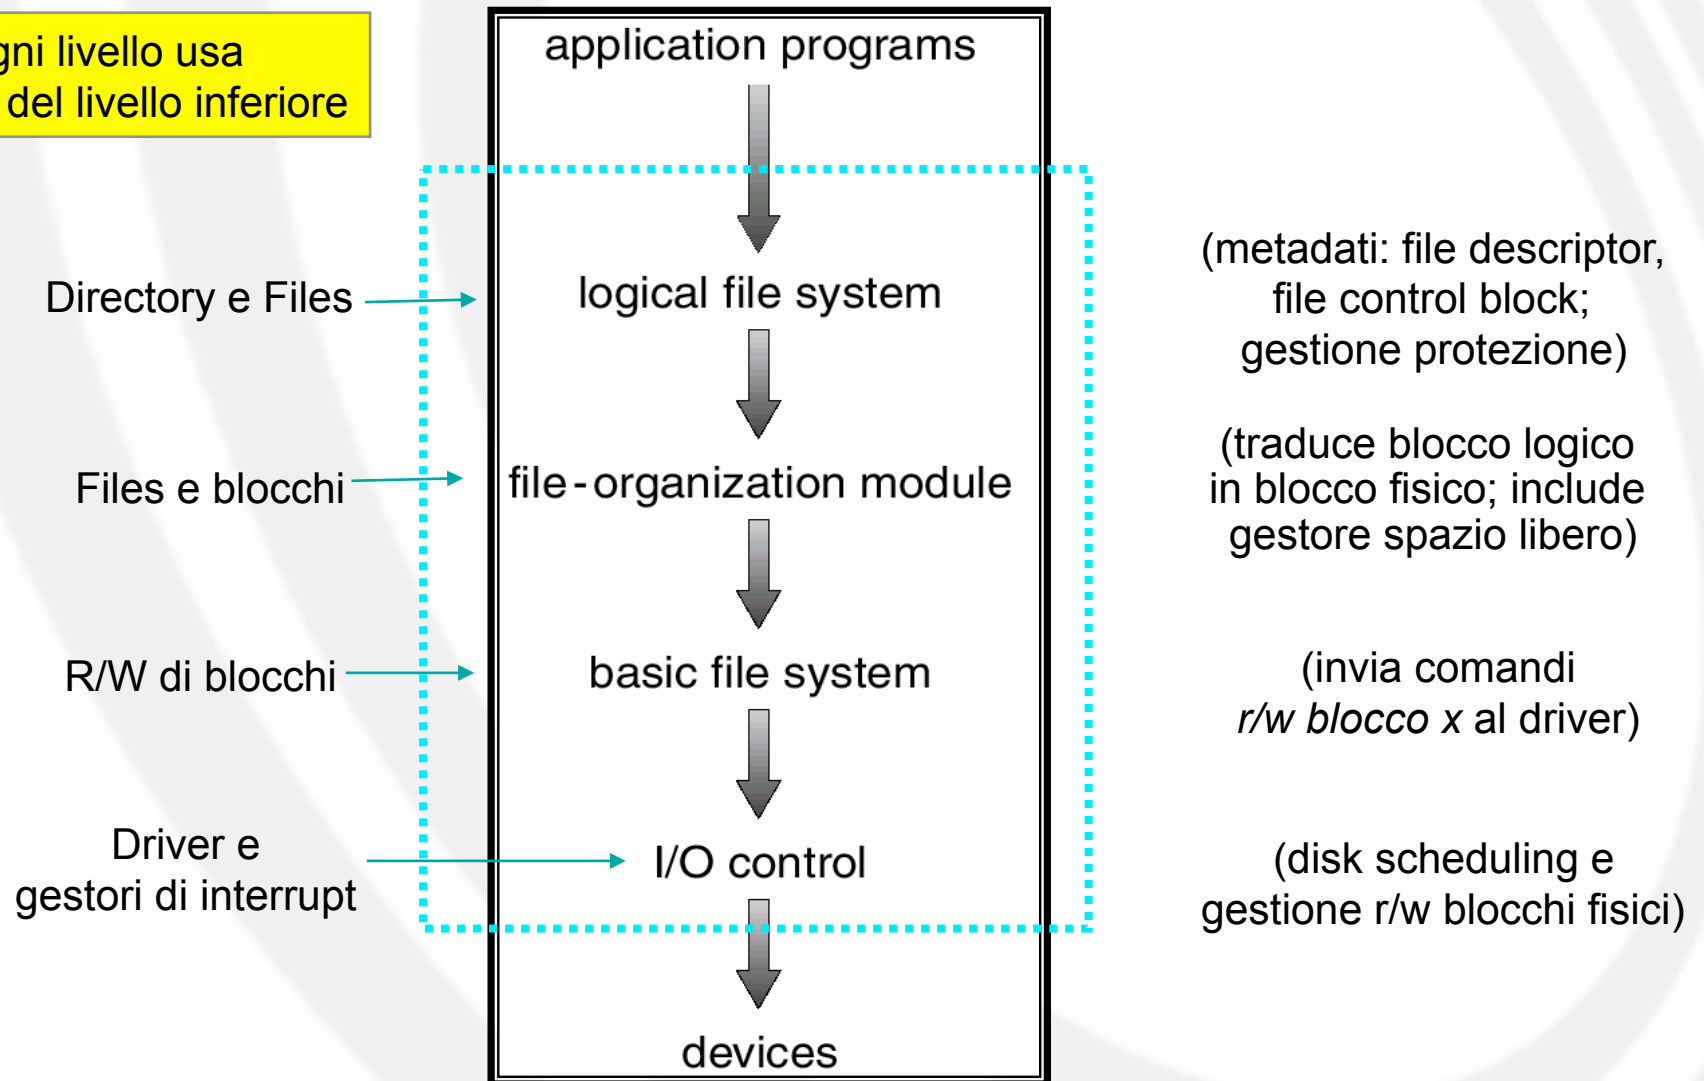 gni livello usa
del livello inferiore
application programs
Directory e Files
logical file system
(metadati: file descriptor,
file control block;
gestione protezione)
Files e blocchi
file-organization module
(traduce blocco logico
in blocco fisico; include
gestore spazio libero)
R/W di blocchi
basic file system
(invia comandi
r/w blocco x al driver)
Driver e
gestori di interrupt
I/O control
(disk scheduling e
gestione r/w blocchi fisici)
devices